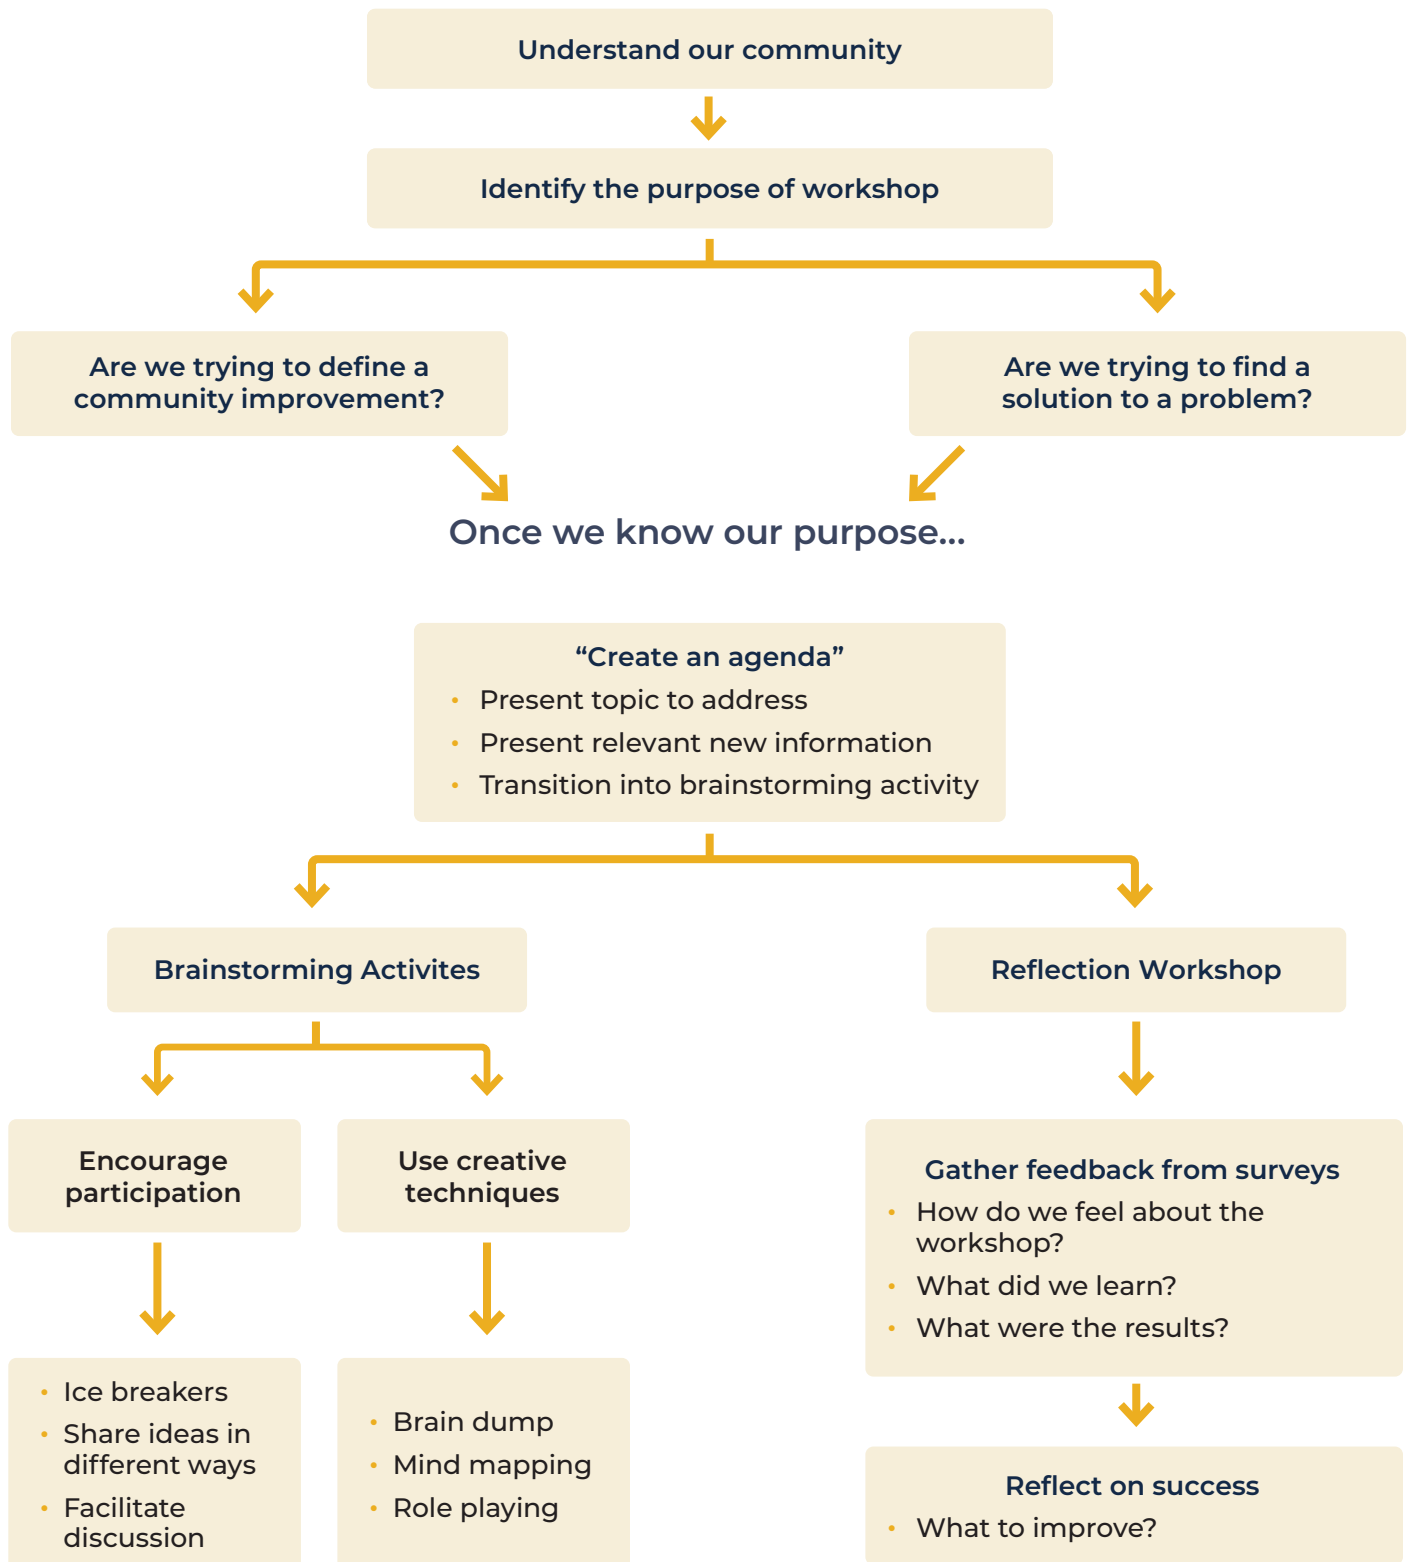 Understand our community
Identify the purpose of workshop
Are we trying to define a
community improvement?
Are we trying to find a
solution to a problem?
Once we know our purpose...
“Create an agenda”
• Present topic to address
• Present relevant new information
• Transition into brainstorming activity
Brainstorming Activites
Reflection Workshop
Encourage
participation
Use creative
techniques
• Ice breakers
• Share ideas in
different ways
• Facilitate
discussion
• Brain dump
• Mind mapping
• Role playing
Gather feedback from surveys
• How do we feel about the
workshop?
• What did we learn?
• What were the results?
Reflect on success
• What to improve?